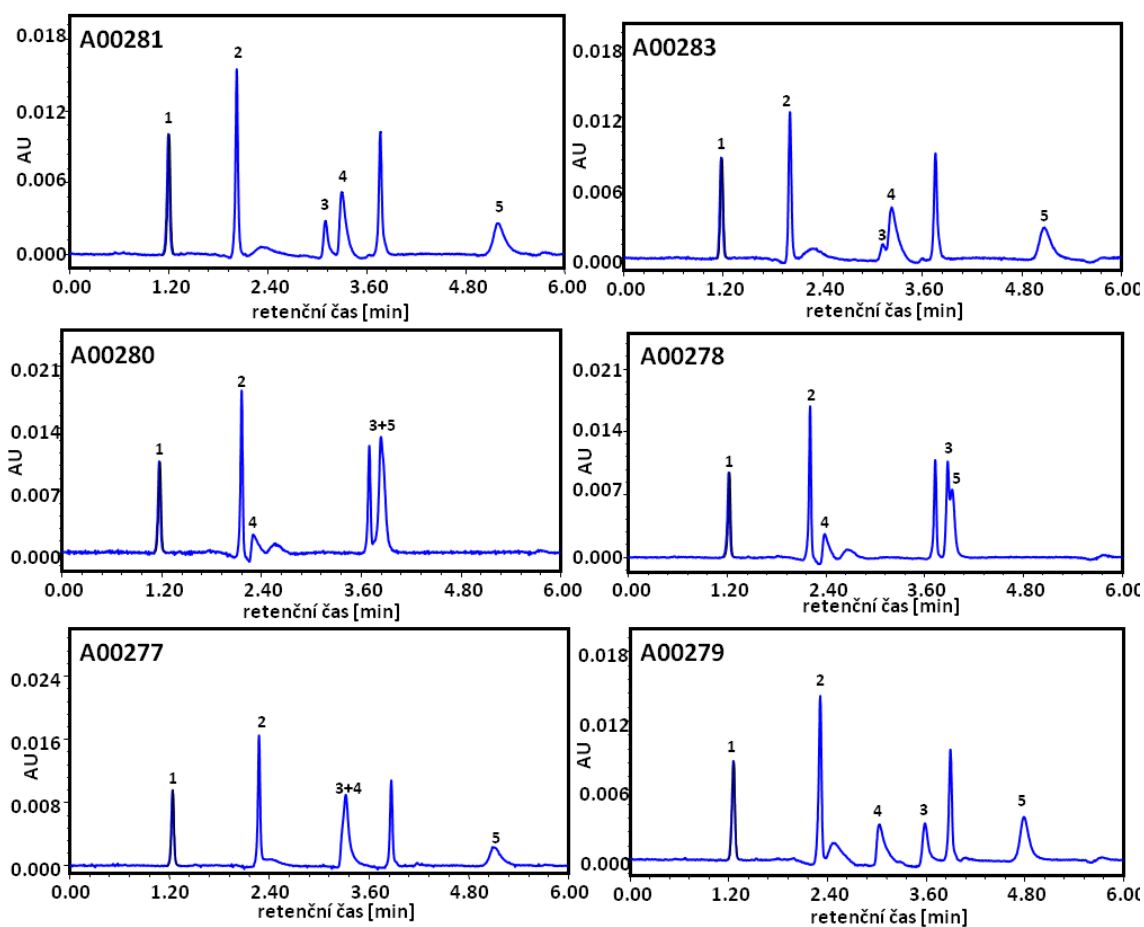 A00281
0.018
0.012
0.006
0.000
AU
1
2
3
4
5
0.00 1.20 2.40 3.60 4.80 6.00
retenční čas [min]
A00283
0.018
0.012
0.006
0.000
AU
1
2
3
4
5
0.00 1.20 2.40 3.60 4.80 6.00
retenční čas [min]
A00280
0.021
0.014
0.007
0.000
AU
1
2
4
3+5
0.00 1.20 2.40 3.60 4.80 6.00
retenční čas [min]
A00278
0.021
0.014
0.007
0.000
AU
1
2
4
3
5
0.00 1.20 2.40 3.60 4.80 6.00
retenční čas [min]
A00277
0.024
0.016
0.008
0.000
AU
1
2
3+4
5
0.00 1.20 2.40 3.60 4.80 6.00
retenční čas [min]
A00279
0.018
0.012
0.006
0.000
AU
1
2
4
3
5
0.00 1.20 2.40 3.60 4.80 6.00
retenční čas [min]